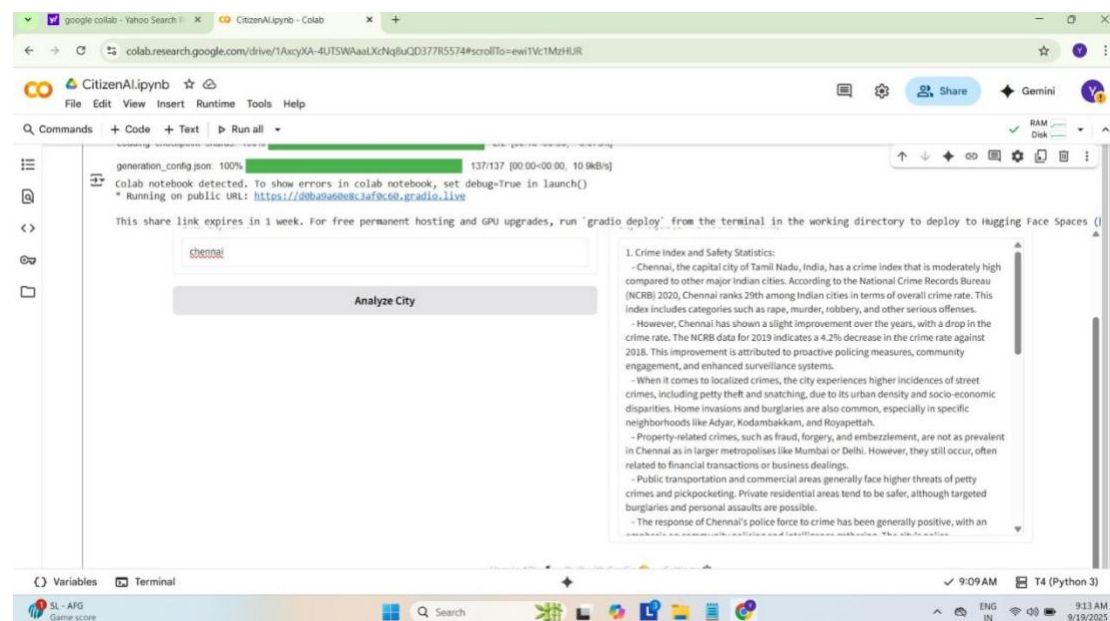 google collab - Yahoo Search
CitizenAI.ipynb - Colab
colab.research.google.com/drive/1AxcyXA-4UTSWAaaLXcNq8uQD377R5574#scrollTo=ewi1Vc1MzHUR
CitizenAI.ipynb
File Edit View Insert Runtime Tools Help
Share
Gemini
Commands + Code + Text Run all
RAM
Disk
generation_config.json: 100% 137/137 [00:00<00:00, 10.9kB/s]
Colab notebook detected. To show errors in colab notebook, set debug=True in launch()
* Running on public URL: https://d0ba9a60e8c3af0c60.gradio.live
This share link expires in 1 week. For free permanent hosting and GPU upgrades, run `gradio deploy` from the terminal in the working directory to deploy to Hugging Face Spaces (
chennai
Analyze City
1. Crime Index and Safety Statistics:
- Chennai, the capital city of Tamil Nadu, India, has a crime index that is moderately high
compared to other major Indian cities. According to the National Crime Records Bureau
(NCRB) 2020, Chennai ranks 29th among Indian cities in terms of overall crime rate. This
index includes categories such as rape, murder, robbery, and other serious offenses.
- However, Chennai has shown a slight improvement over the years, with a drop in the
crime rate. The NCRB data for 2019 indicates a 4.2% decrease in the crime rate against
2018. This improvement is attributed to proactive policing measures, community
engagement, and enhanced surveillance systems.
- When it comes to localized crimes, the city experiences higher incidences of street
crimes, including petty theft and snatching, due to its urban density and socio-economic
disparities. Home invasions and burglaries are also common, especially in specific
neighborhoods like Adyar, Kodambakkam, and Royapettah.
- Property-related crimes, such as fraud, forgery, and embezzlement, are not as prevalent
in Chennai as in larger metropolises like Mumbai or Delhi. However, they still occur, often
related to financial transactions or business dealings.
- Public transportation and commercial areas generally face higher threats of petty
crimes and pickpocketing. Private residential areas tend to be safer, although targeted
burglaries and personal assaults are possible.
- The response of Chennai's police force to crime has been generally positive, with an
Variables Terminal
9:09 AM T4 (Python 3)
SL - AFG
Game score
Search
ENG
IN
9:13 AM
9/19/2025